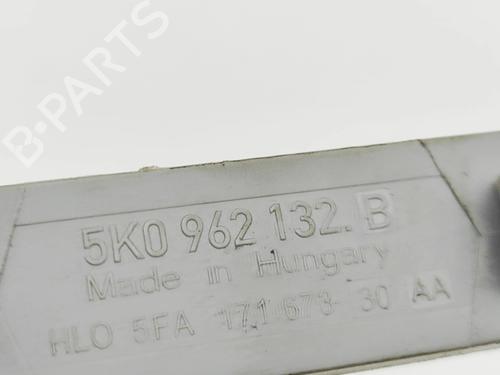 B-PARTS
5K0 962 132. B
Made in Hungary
HLO 5FA 171 673- 30 AA